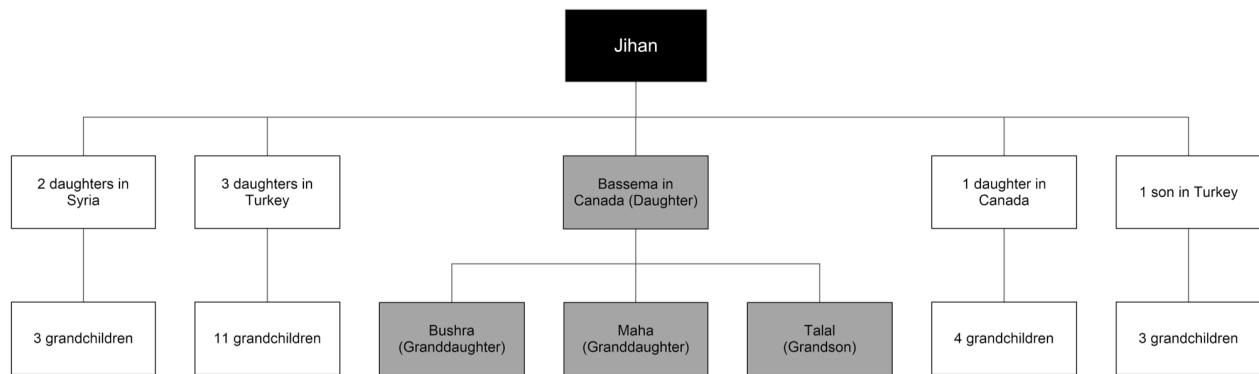 Jihan
2 daughters in
Syria
3 daughters in
Turkey
Bassema in
Canada (Daughter)
1 daughter in
Canada
1 son in Turkey
3 grandchildren
11 grandchildren
Bushra
(Granddaughter)
Maha
(Granddaughter)
Talal
(Grandson)
4 grandchildren
3 grandchildren